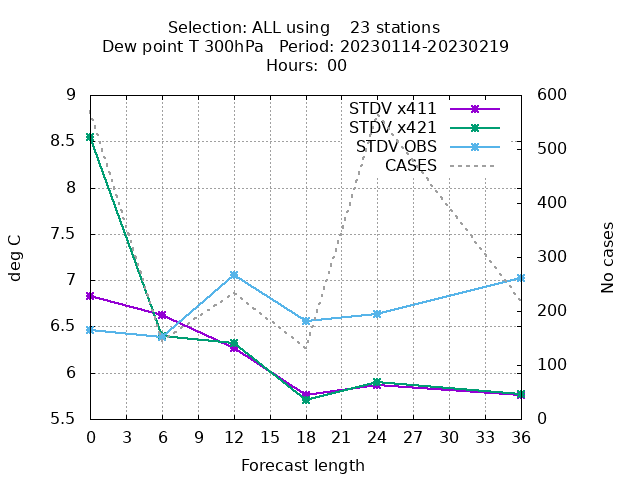 Selection: ALL using    23 stations
Dew point T 300hPa   Period: 20230114-20230219
Hours:  00
STDV x411
STDV x421
STDV OBS
CASES
deg C
9
8.5
8
7.5
7
6.5
6
5.5
600
500
400
300
200
100
0
No cases
0 3 6 9 12 15 18 21 24 27 30 33 36
Forecast length